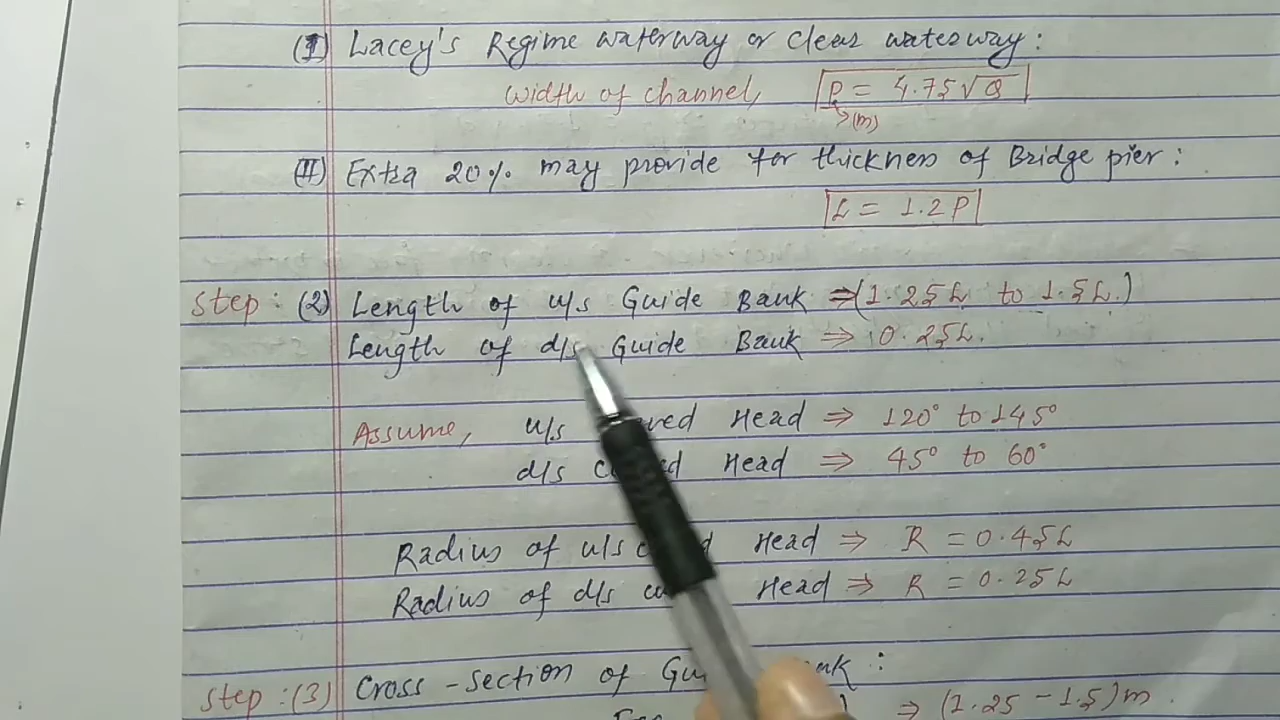 (I) Lacey's Regime waterway or clear waterway :
width of channel, P = 4.75√Q
(m)
(II) Extra 20% may provide for thickness of Bridge pier :
L = 1.2 P
Step : (2) Length of u/s Guide Bank ⇒ (1.25L to 1.5L.)
Length of d/s Guide Bank ⇒ 0.25L.
Assume, u/s Head ⇒ 120° to 145°
d/s Head ⇒ 45° to 60°
Radius of u/s Head ⇒ R = 0.45L
Radius of d/s Head ⇒ R = 0.25L
Step : (3) Cross-section of :
⇒ (1.25 - 1.5)m.